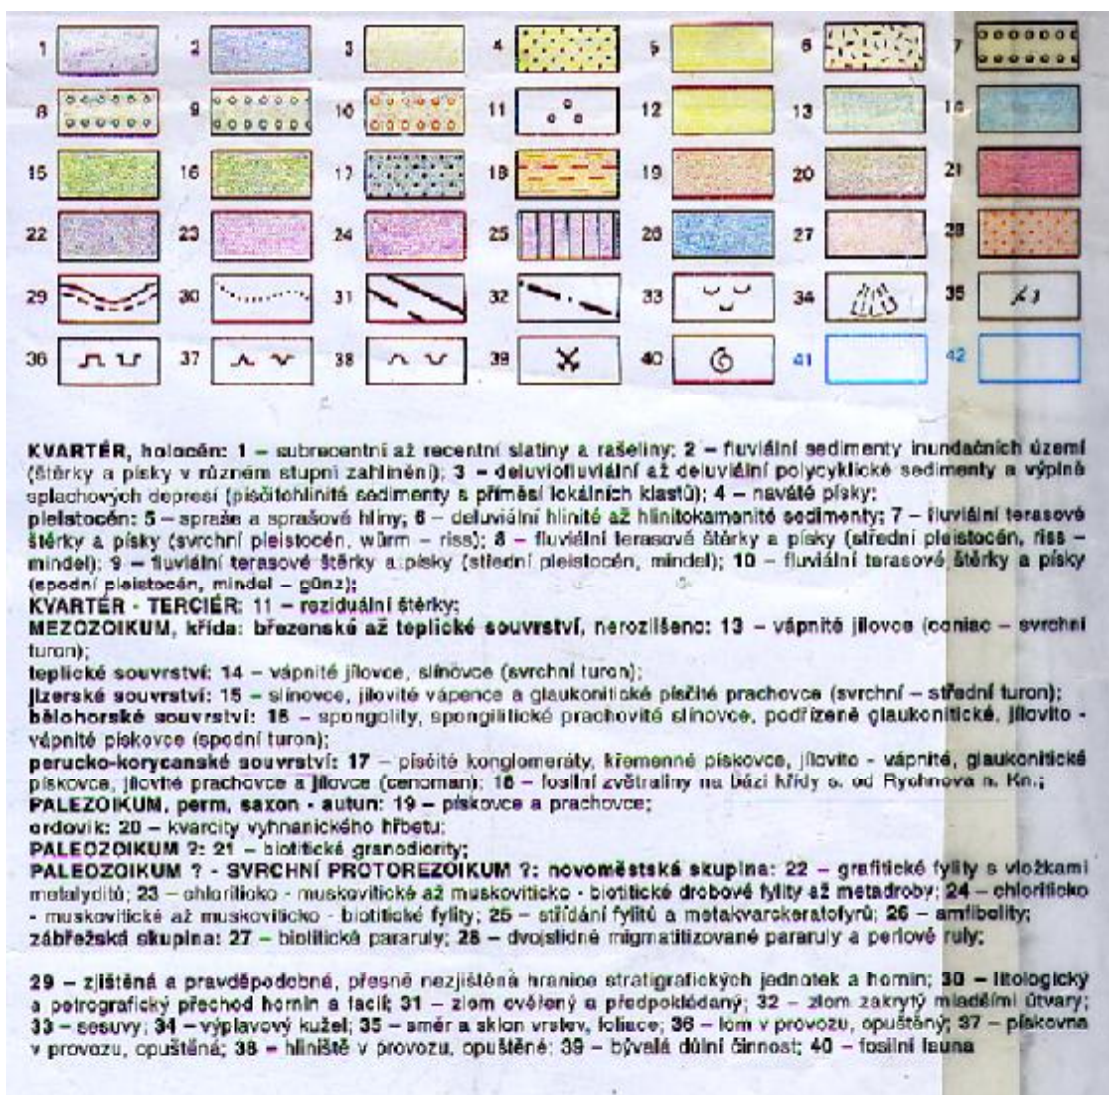 1 2 3 4 5 6 7
8 9 10 11 12 13 14
15 16 17 18 19 20 21
22 23 24 25 26 27 28
29 30 31 32 33 34 35
36 37 38 39 40 41 42
KVARTÉR, holocén: 1 – subrecentní až recentní slatiny a rašeliny; 2 – fluviální sedimenty inundačních území
(štěrky a písky v různém stupni zahlinění); 3 – deluviofluviální až deluviální polycyklické sedimenty a výplně
splachových depresí (písčitohlinité sedimenty s příměsí lokálních klastů); 4 – naváté písky;
pleistocén: 5 – spraše a sprašové hlíny; 6 – deluviální hlinité až hlinitokamenité sedimenty; 7 – fluviální terasové
štěrky a písky (svrchní pleistocén, würm – riss); 8 – fluviální terasové štěrky a písky (střední pleistocén, riss –
mindel); 9 – fluviální terasové štěrky a písky (střední pleistocén, mindel); 10 – fluviální terasové štěrky a písky
(spodní pleistocén, mindel – günz);
KVARTÉR - TERCIÉR: 11 – reziduální štěrky;
MEZOZOIKUM, křída: březenské až teplické souvrství, nerozlišeno: 13 – vápnité jílovce (coniac – svrchní
turon);
teplické souvrství: 14 – vápnité jílovce, slínovce (svrchní turon);
jizerské souvrství: 15 – slínovce, jílovité vápence a glaukonitické písčité prachovce (svrchní – střední turon);
bělohorské souvrství: 16 – spongolity, spongilitické prachovité slínovce, podřízeně glaukonitické, jílovito -
vápnité pískovce (spodní turon);
perucko-korycanské souvrství: 17 – písčité konglomeráty, křemenné pískovce, jílovito - vápnité, glaukonitické
pískovce, jílovité prachovce a jílovce (cenoman); 18 – fosilní zvětraliny na bázi křídy s. od Rychnova n. Kn.;
PALEZOIKUM, perm, saxon - autun: 19 – pískovce a prachovce;
ordovik: 20 – kvarcity vyhnanického hřbetu;
PALEOZOIKUM ?: 21 – biotitické granodiority;
PALEOZOIKUM ? - SVRCHNÍ PROTOREZOIKUM ?: novoměstská skupina: 22 – grafitické fylity s vložkami
metalyditů; 23 – chloriticko - muskovitické až muskoviticko - biotitické drobové fylity až metadroby; 24 – chloriticko
- muskovitické až muskoviticko - biotitické fylity; 25 – střídání fylitů a metakvarckeratofyrů; 26 – amfibolity;
zábřežská skupina: 27 – biotitické pararuly; 28 – dvojslídné migmatitizované pararuly a perlové ruly;
29 – zjištěná a pravděpodobná, přesně nezjištěná hranice stratigrafických jednotek a hornin; 30 – litologický
a petrografický přechod hornin a facií; 31 – zlom ověřený a předpokládaný; 32 – zlom zakrytý mladšími útvary;
33 – sesuvy; 34 – výplavový kužel; 35 – směr a sklon vrstev, foliace; 36 – lom v provozu, opuštěný; 37 – pískovna
v provozu, opuštěná; 38 – hliniště v provozu, opuštěné; 39 – bývalá důlní činnost; 40 – fosilní fauna